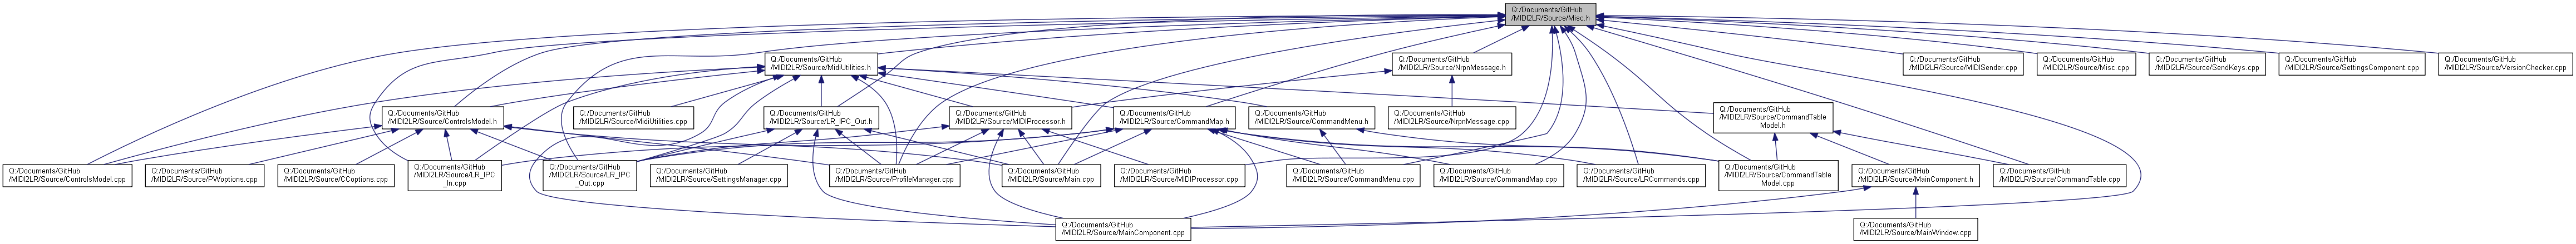 Q:/Documents/GitHub
/MIDI2LR/Source/Misc.h
Q:/Documents/GitHub
/MIDI2LR/Source/MidiUtilities.h
Q:/Documents/GitHub
/MIDI2LR/Source/NrpnMessage.h
Q:/Documents/GitHub
/MIDI2LR/Source/MIDISender.cpp
Q:/Documents/GitHub
/MIDI2LR/Source/Misc.cpp
Q:/Documents/GitHub
/MIDI2LR/Source/SendKeys.cpp
Q:/Documents/GitHub
/MIDI2LR/Source/SettingsComponent.cpp
Q:/Documents/GitHub
/MIDI2LR/Source/VersionChecker.cpp
Q:/Documents/GitHub
/MIDI2LR/Source/ControlsModel.h
Q:/Documents/GitHub
/MIDI2LR/Source/MidiUtilities.cpp
Q:/Documents/GitHub
/MIDI2LR/Source/LR_IPC_Out.h
Q:/Documents/GitHub
/MIDI2LR/Source/MIDIProcessor.h
Q:/Documents/GitHub
/MIDI2LR/Source/CommandMap.h
Q:/Documents/GitHub
/MIDI2LR/Source/CommandMenu.h
Q:/Documents/GitHub
/MIDI2LR/Source/NrpnMessage.cpp
Q:/Documents/GitHub
/MIDI2LR/Source/CommandTable
Model.h
Q:/Documents/GitHub
/MIDI2LR/Source/ControlsModel.cpp
Q:/Documents/GitHub
/MIDI2LR/Source/PWoptions.cpp
Q:/Documents/GitHub
/MIDI2LR/Source/CCoptions.cpp
Q:/Documents/GitHub
/MIDI2LR/Source/LR_IPC
_In.cpp
Q:/Documents/GitHub
/MIDI2LR/Source/LR_IPC
_Out.cpp
Q:/Documents/GitHub
/MIDI2LR/Source/SettingsManager.cpp
Q:/Documents/GitHub
/MIDI2LR/Source/ProfileManager.cpp
Q:/Documents/GitHub
/MIDI2LR/Source/Main.cpp
Q:/Documents/GitHub
/MIDI2LR/Source/MIDIProcessor.cpp
Q:/Documents/GitHub
/MIDI2LR/Source/CommandMenu.cpp
Q:/Documents/GitHub
/MIDI2LR/Source/CommandMap.cpp
Q:/Documents/GitHub
/MIDI2LR/Source/LRCommands.cpp
Q:/Documents/GitHub
/MIDI2LR/Source/CommandTable
Model.cpp
Q:/Documents/GitHub
/MIDI2LR/Source/MainComponent.h
Q:/Documents/GitHub
/MIDI2LR/Source/CommandTable.cpp
Q:/Documents/GitHub
/MIDI2LR/Source/MainComponent.cpp
Q:/Documents/GitHub
/MIDI2LR/Source/MainWindow.cpp